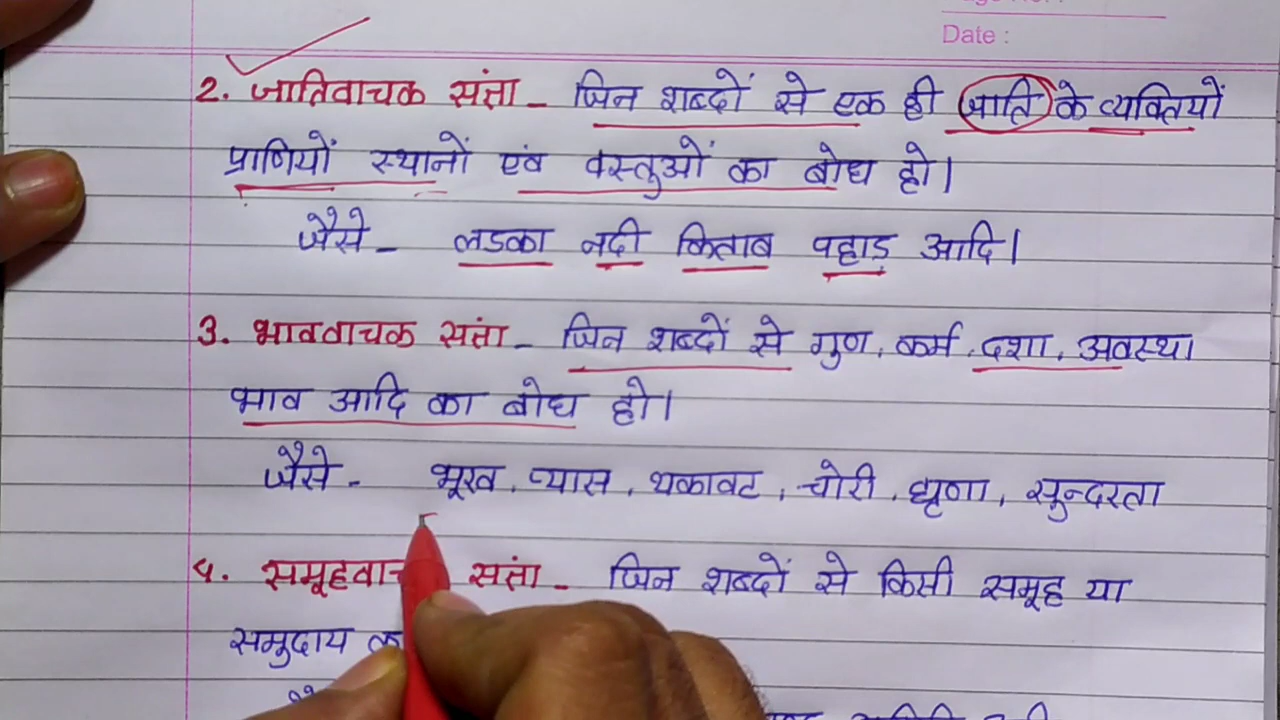 Date :
2. जातिवाचक संज्ञा - जिन शब्दों से एक ही जाति के व्यक्तियों
प्राणियों स्थानों एंव वस्तुओं का बोध हो।
जैसे - लडका नदी किताब पहाड़ आदि।
3. भाववाचक संज्ञा - जिन शब्दों से गुण, कर्म, दशा, अवस्था
भाव आदि का बोध हो।
जैसे - भूख, प्यास, थकावट, चोरी, घृणा, सुन्दरता
4. समूहवा संज्ञा - जिन शब्दों से किसी समूह या
समुदाय